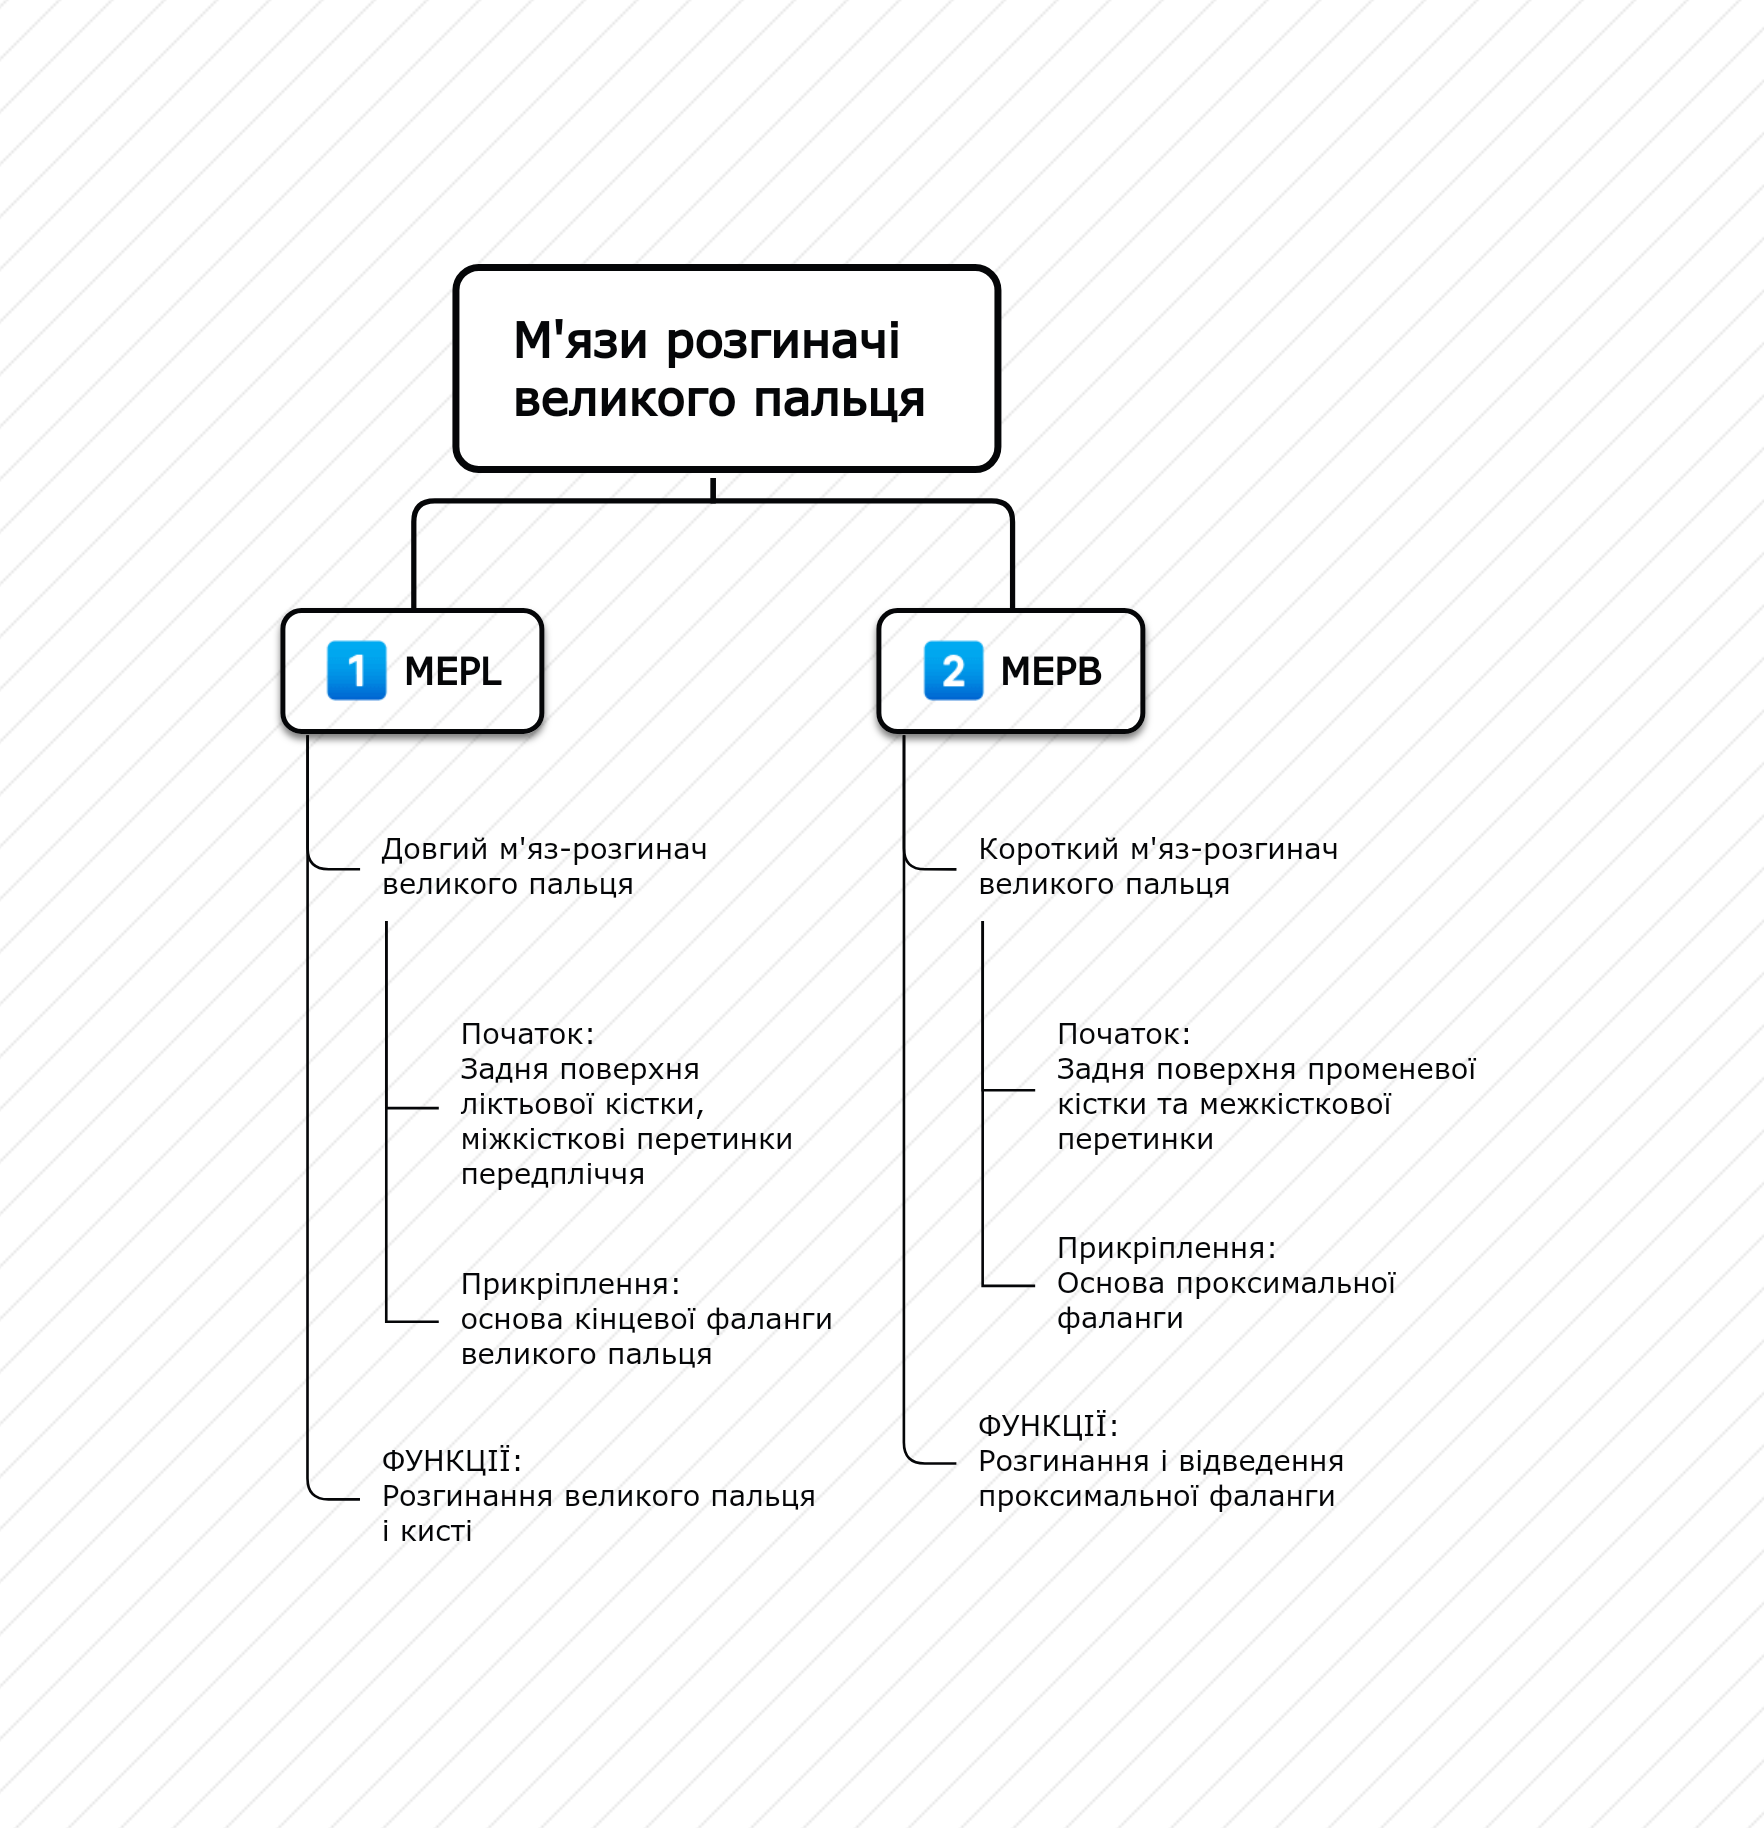 М'язи розгиначі
великого пальця
1 MEPL
2 MEPB
Довгий м'яз-розгинач
великого пальця
Початок:
Задня поверхня
ліктьової кістки,
міжкісткові перетинки
передпліччя
Прикріплення:
основа кінцевої фаланги
великого пальця
ФУНКЦІЇ:
Розгинання великого пальця
і кисті
Короткий м'яз-розгинач
великого пальця
Початок:
Задня поверхня променевої
кістки та межкісткової
перетинки
Прикріплення:
Основа проксимальної
фаланги
ФУНКЦІЇ:
Розгинання і відведення
проксимальної фаланги